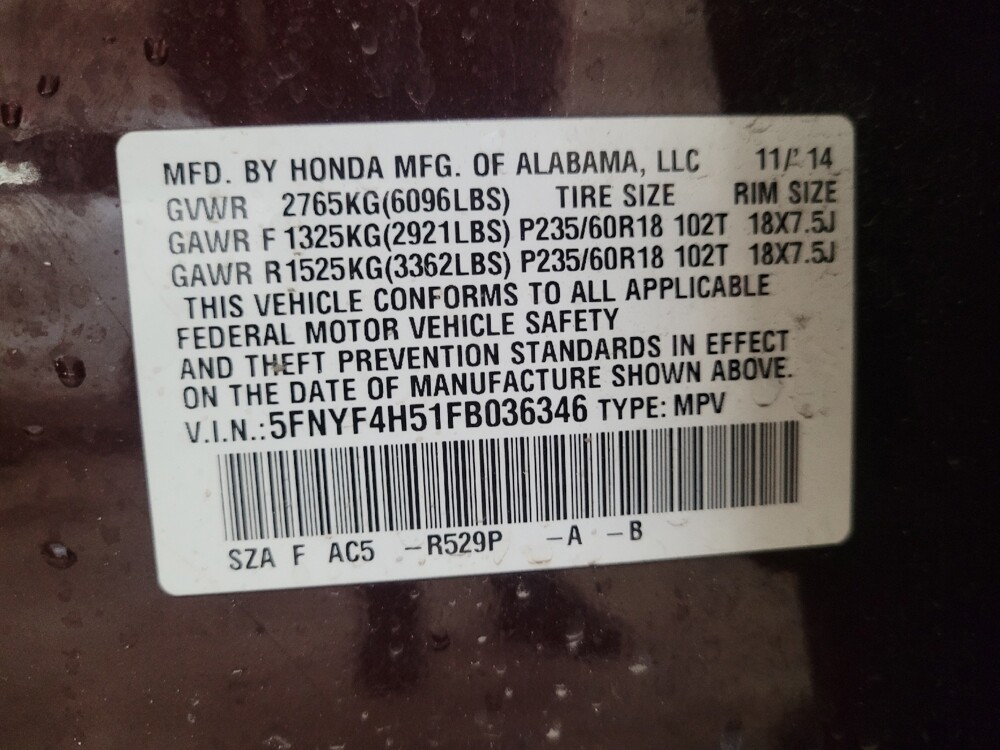 MFD. BY HONDA MFG. OF ALABAMA, LLC 11/14
GVWR 2765KG(6096LBS) TIRE SIZE RIM SIZE
GAWR F 1325KG(2921LBS) P235/60R18 102T 18X7.5J
GAWR R1525KG(3362LBS) P235/60R18 102T 18X7.5J
THIS VEHICLE CONFORMS TO ALL APPLICABLE
FEDERAL MOTOR VEHICLE SAFETY
AND THEFT PREVENTION STANDARDS IN EFFECT
ON THE DATE OF MANUFACTURE SHOWN ABOVE.
V.I.N.: 5FNYF4H51FB036346 TYPE: MPV
SZA F AC5 -R529P -A -B